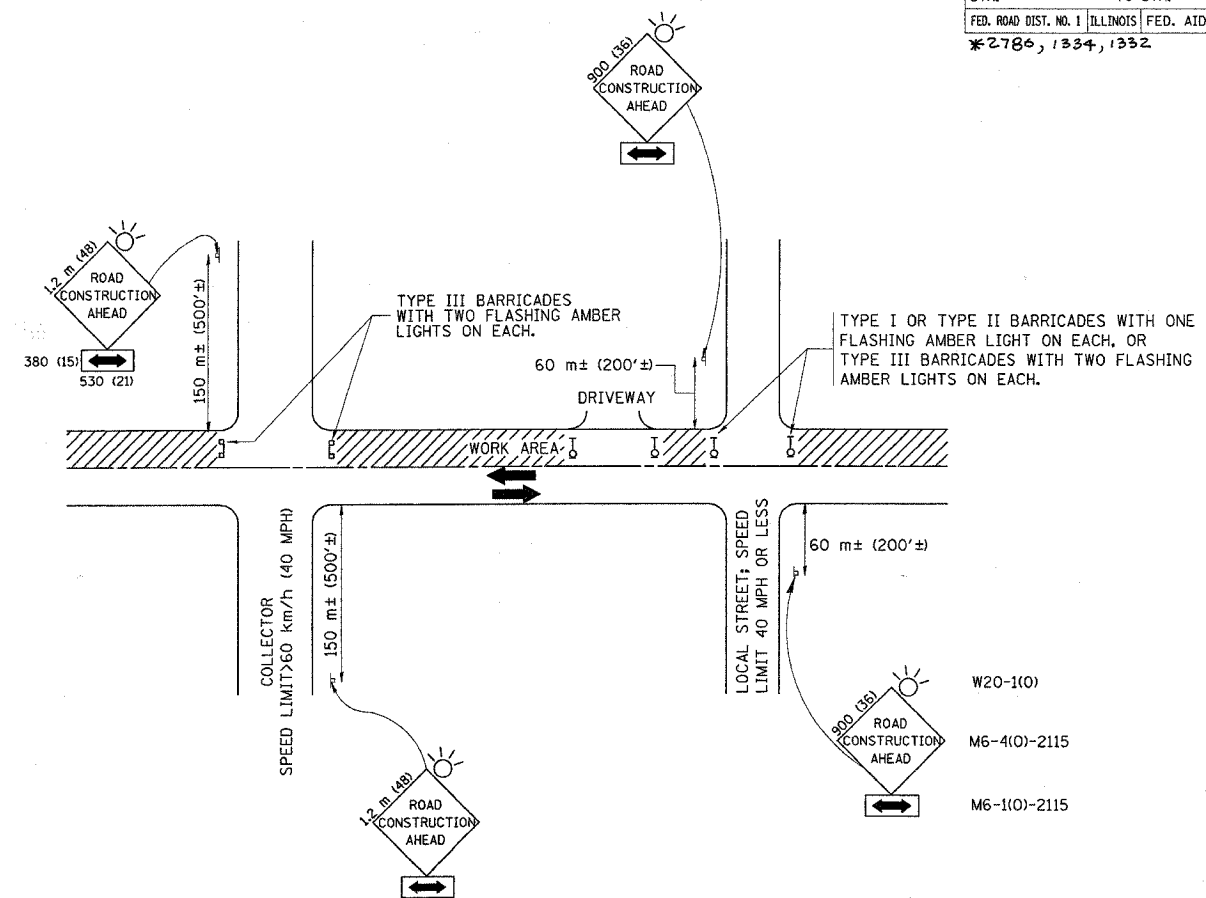 FED. ROAD DIST. NO. 1 ILLINOIS FED. AID
*2786, 1334, 1332
900 (36)
ROAD
CONSTRUCTION
AHEAD
1.2 m (48)
ROAD
CONSTRUCTION
AHEAD
380 (15)
530 (21)
150 m± (500'±)
TYPE III BARRICADES
WITH TWO FLASHING AMBER
LIGHTS ON EACH.
60 m± (200'±)
DRIVEWAY
TYPE I OR TYPE II BARRICADES WITH ONE
FLASHING AMBER LIGHT ON EACH. OR
TYPE III BARRICADES WITH TWO FLASHING
AMBER LIGHTS ON EACH.
WORK AREA
COLLECTOR
SPEED LIMIT>60 km/h (40 MPH)
150 m± (500'±)
LOCAL STREET; SPEED
LIMIT 40 MPH OR LESS
60 m± (200'±)
1.2 m (48)
ROAD
CONSTRUCTION
AHEAD
900 (36)
ROAD
CONSTRUCTION
AHEAD
W20-1(O)
M6-4(O)-2115
M6-1(O)-2115